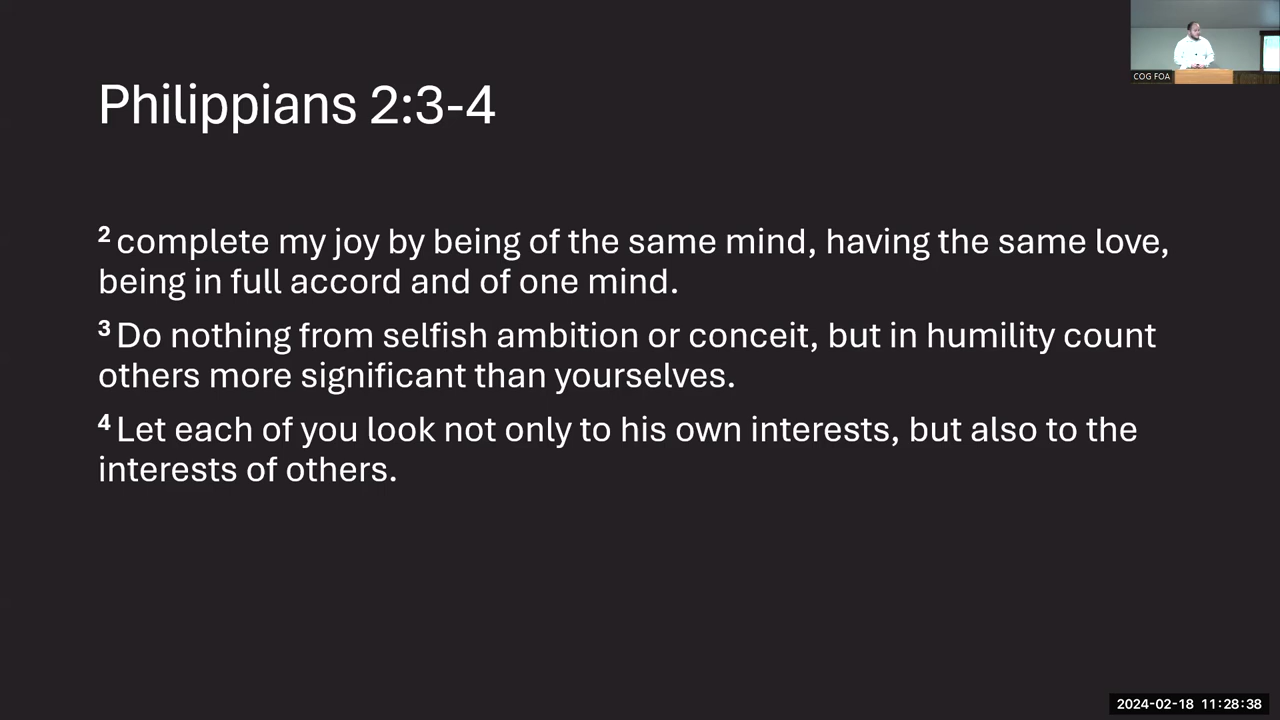 COG FOA
Philippians 2:3-4
2 complete my joy by being of the same mind, having the same love,
being in full accord and of one mind.
3 Do nothing from selfish ambition or conceit, but in humility count
others more significant than yourselves.
4 Let each of you look not only to his own interests, but also to the
interests of others.
2024-02-18 11:28:38